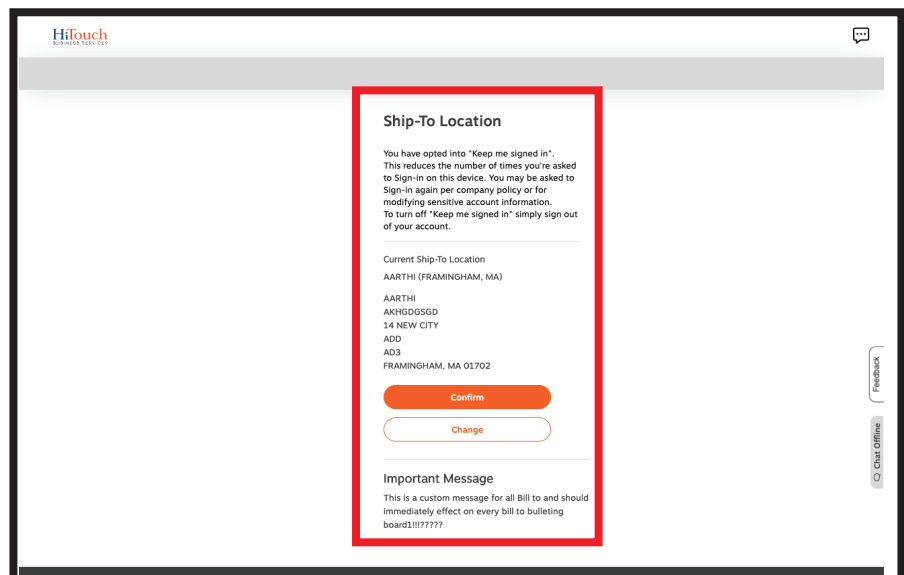 HiTouch
BUSINESS SERVICES
Ship-To Location
You have opted into "Keep me signed in".
This reduces the number of times you're asked
to Sign-in on this device. You may be asked to
Sign-in again per company policy or for
modifying sensitive account information.
To turn off "Keep me signed in" simply sign out
of your account.
Current Ship-To Location
AARTHI (FRAMINGHAM, MA)
AARTHI
AKHGDGSGD
14 NEW CITY
ADD
AD3
FRAMINGHAM, MA 01702
Confirm
Change
Important Message
This is a custom message for all Bill to and should
immediately effect on every bill to bulleting
board1!!!?????
Feedback
Chat Offline